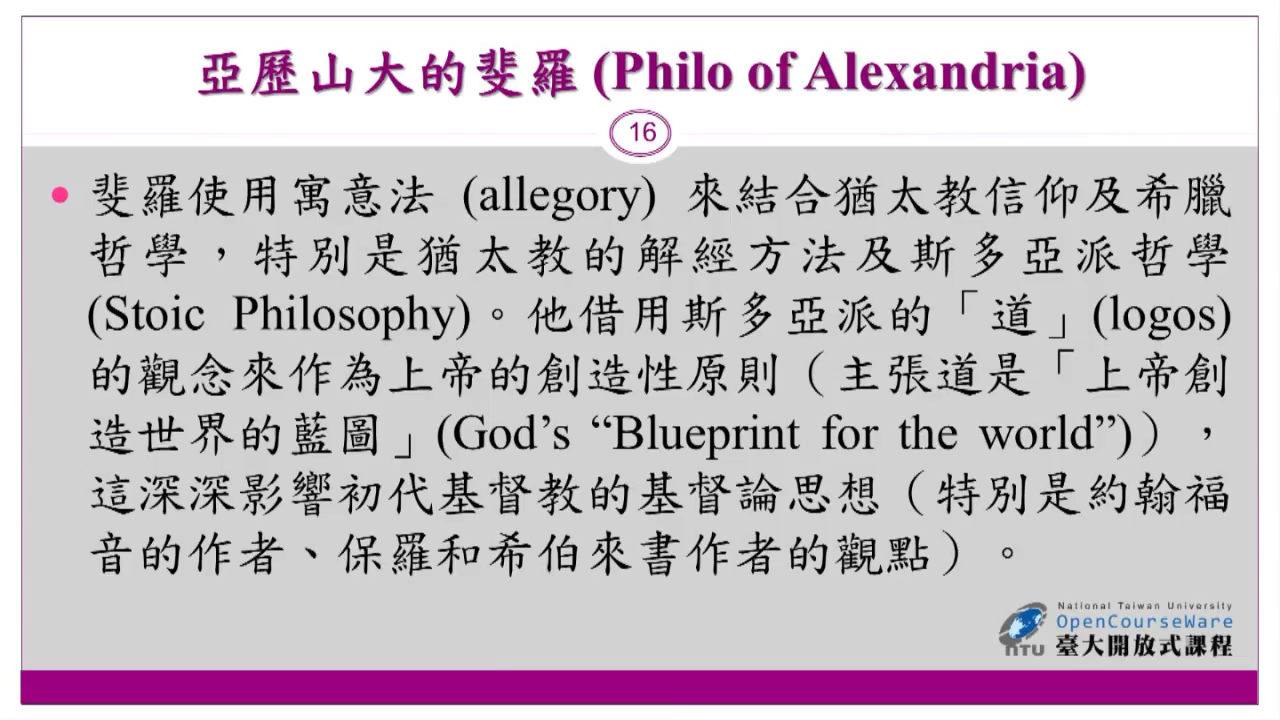 亞歷山大的斐羅 (Philo of Alexandria)
16
• 斐羅使用寓意法 (allegory) 來結合猶太教信仰及希臘
哲學，特別是猶太教的解經方法及斯多亞派哲學
(Stoic Philosophy)。他借用斯多亞派的「道」(logos)
的觀念來作為上帝的創造性原則（主張道是「上帝創
造世界的藍圖」(God’s “Blueprint for the world”)），
這深深影響初代基督教的基督論思想（特別是約翰福
音的作者、保羅和希伯來書作者的觀點）。
National Taiwan University
OpenCourseWare
NTU 臺大開放式課程